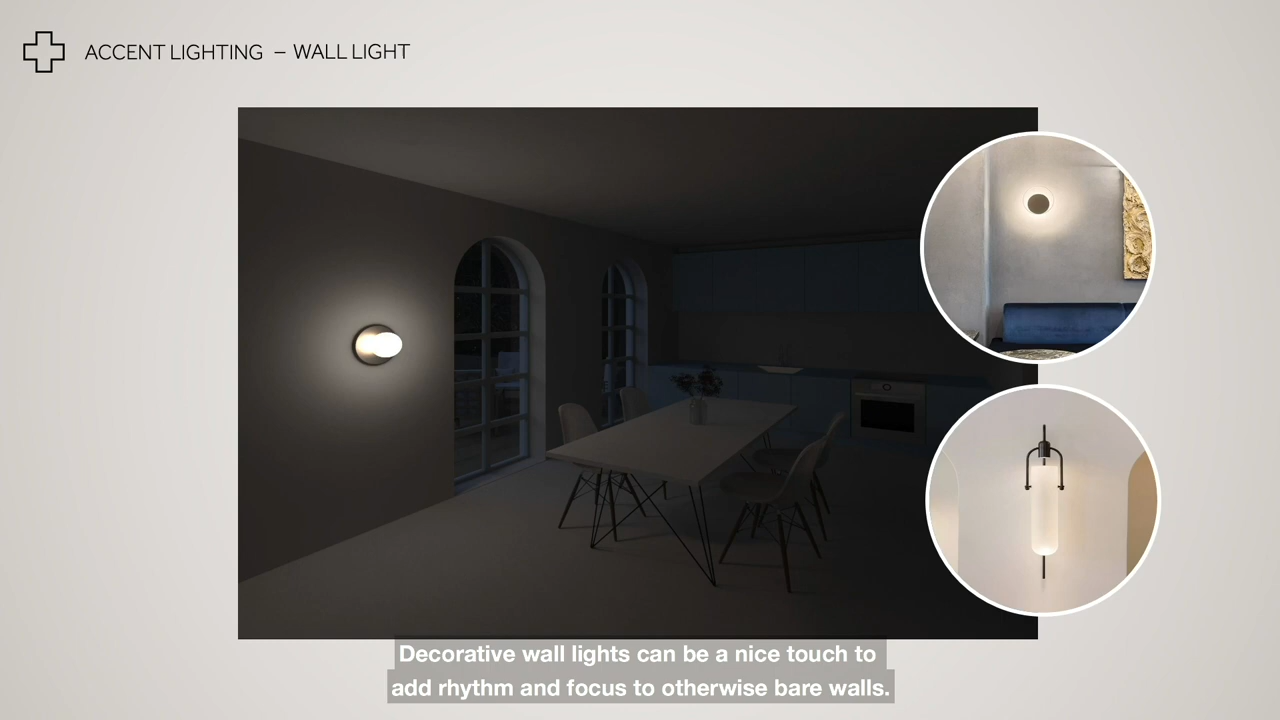 ACCENT LIGHTING – WALL LIGHT
Decorative wall lights can be a nice touch to
add rhythm and focus to otherwise bare walls.